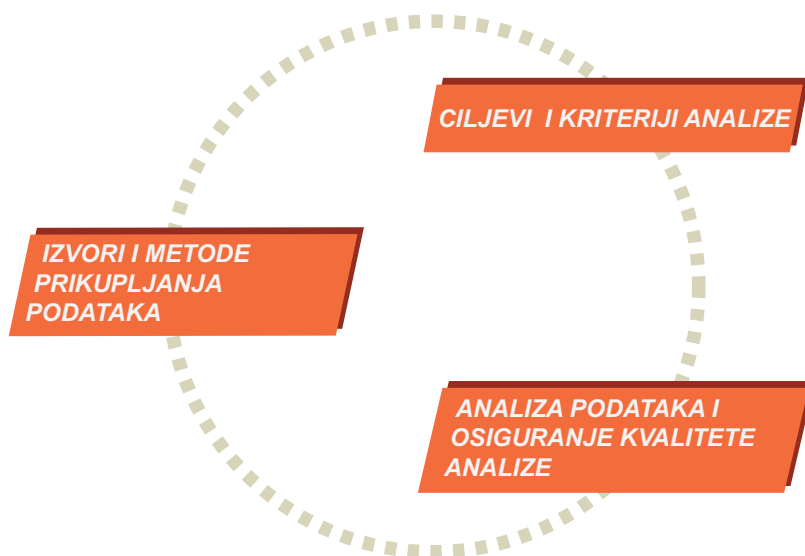 CILJEVI I KRITERIJI ANALIZE
IZVORI I METODE
PRIKUPLJANJA
PODATAKA
ANALIZA PODATAKA I
OSIGURANJE KVALITETE
ANALIZE